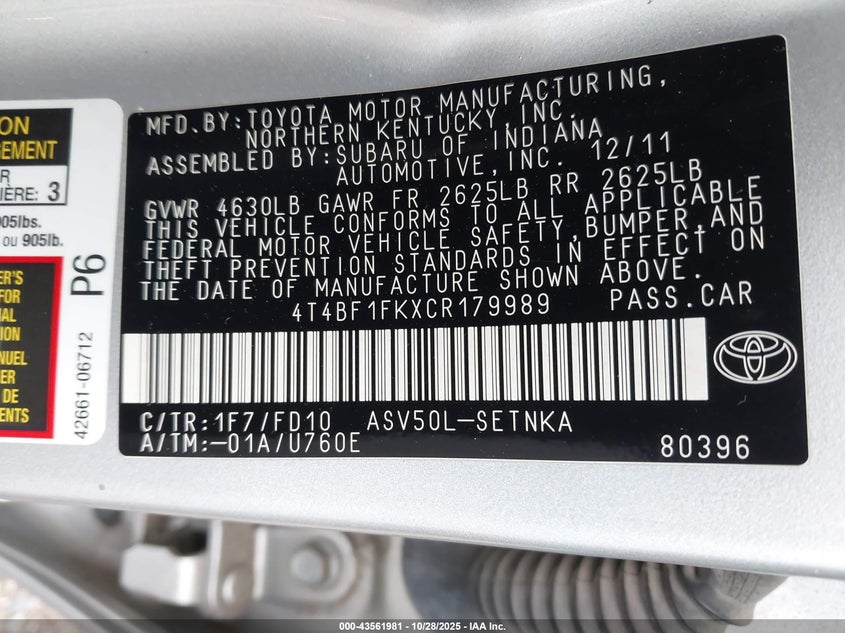 ON
GEMENT
R
IÈRE: 3
905lbs.
ou 905lb.
ER'S
FOR
NAL
TION
NUEL
ER
DE
MENTS
P6
42661-06712
MFD.BY:TOYOTA MOTOR MANUFACTURING,
NORTHERN KENTUCKY, INC.
ASSEMBLED BY:SUBARU OF INDIANA
AUTOMOTIVE,INC. 12/11
GVWR 4630LB GAWR FR 2625LB RR 2625LB
THIS VEHICLE CONFORMS TO ALL APPLICABLE
FEDERAL MOTOR VEHICLE SAFETY,BUMPER,AND
THEFT PREVENTION STANDARDS IN EFFECT ON
THE DATE OF MANUFACTURE SHOWN ABOVE.
4T4BF1FKXCR179989 PASS.CAR
C/TR:1F7/FD10 ASV50L-SETNKA
A/TM:-01A/U760E 80396
000-43561981 - 10/28/2025 - IAA Inc.